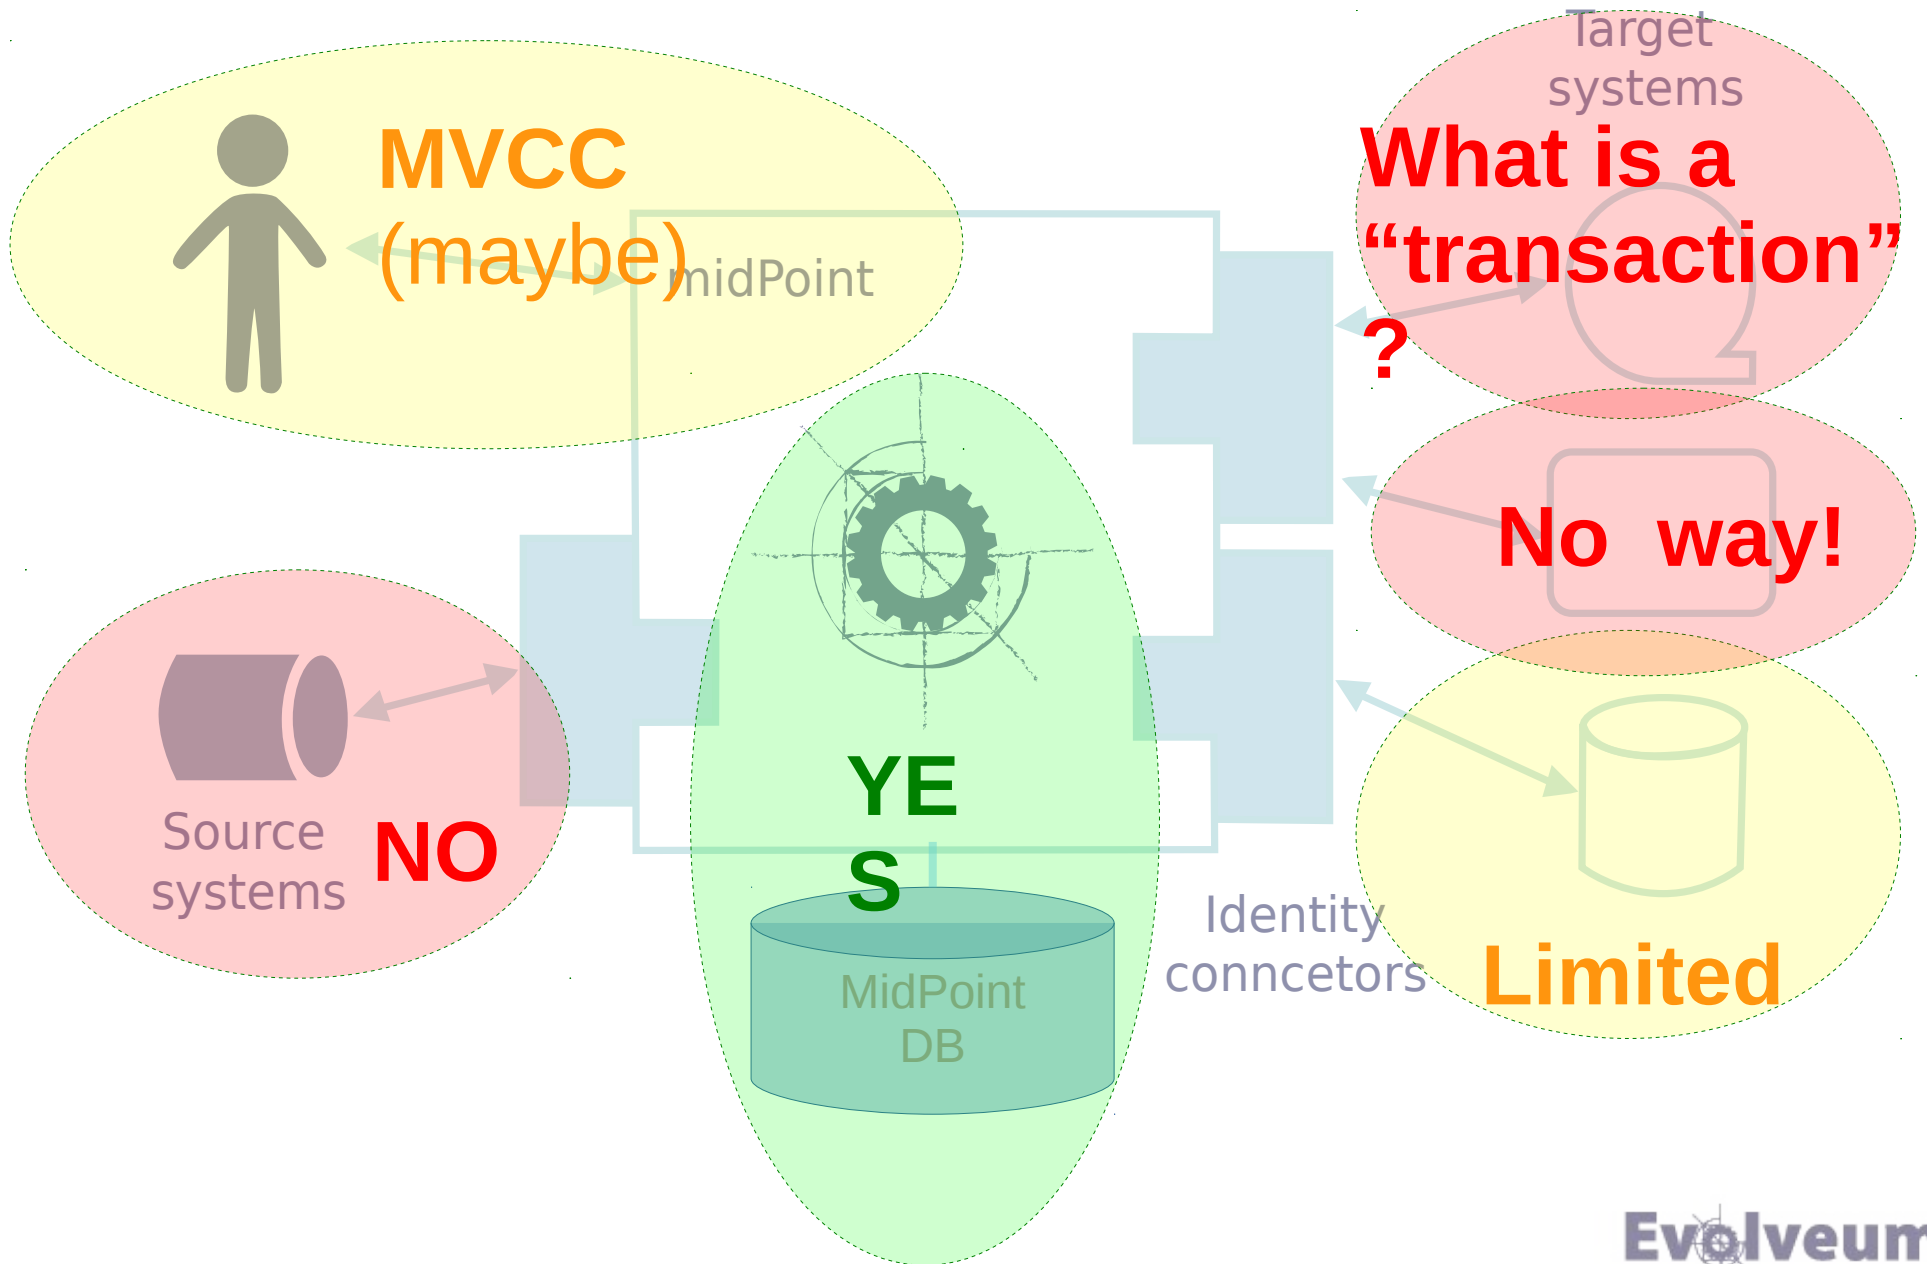 Target
systems
MVCC
(maybe)
midPoint
What is a
“transaction”
?
No  way!
Source
systems
NO
YE
S
MidPoint
DB
Identity
conncetors
Limited
Evolveum